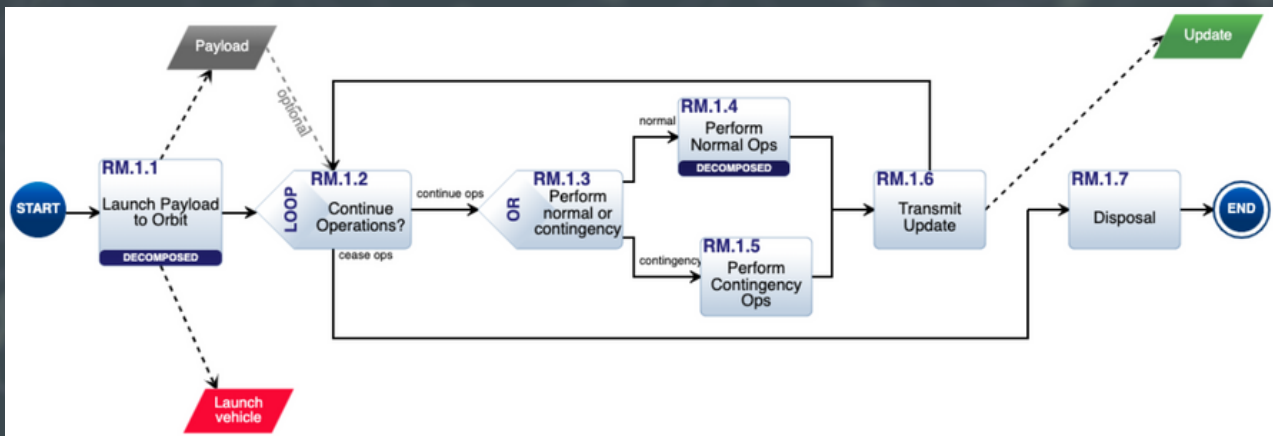 Payload
Update
optional
RM.1.1
Launch Payload
to Orbit
DECOMPOSED
START
LOOP
RM.1.2
Continue
Operations?
continue ops
cease ops
OR
RM.1.3
Perform
normal or
contingency
normal
RM.1.4
Perform
Normal Ops
DECOMPOSED
contingency
RM.1.5
Perform
Contingency
Ops
RM.1.6
Transmit
Update
RM.1.7
Disposal
END
Launch
vehicle